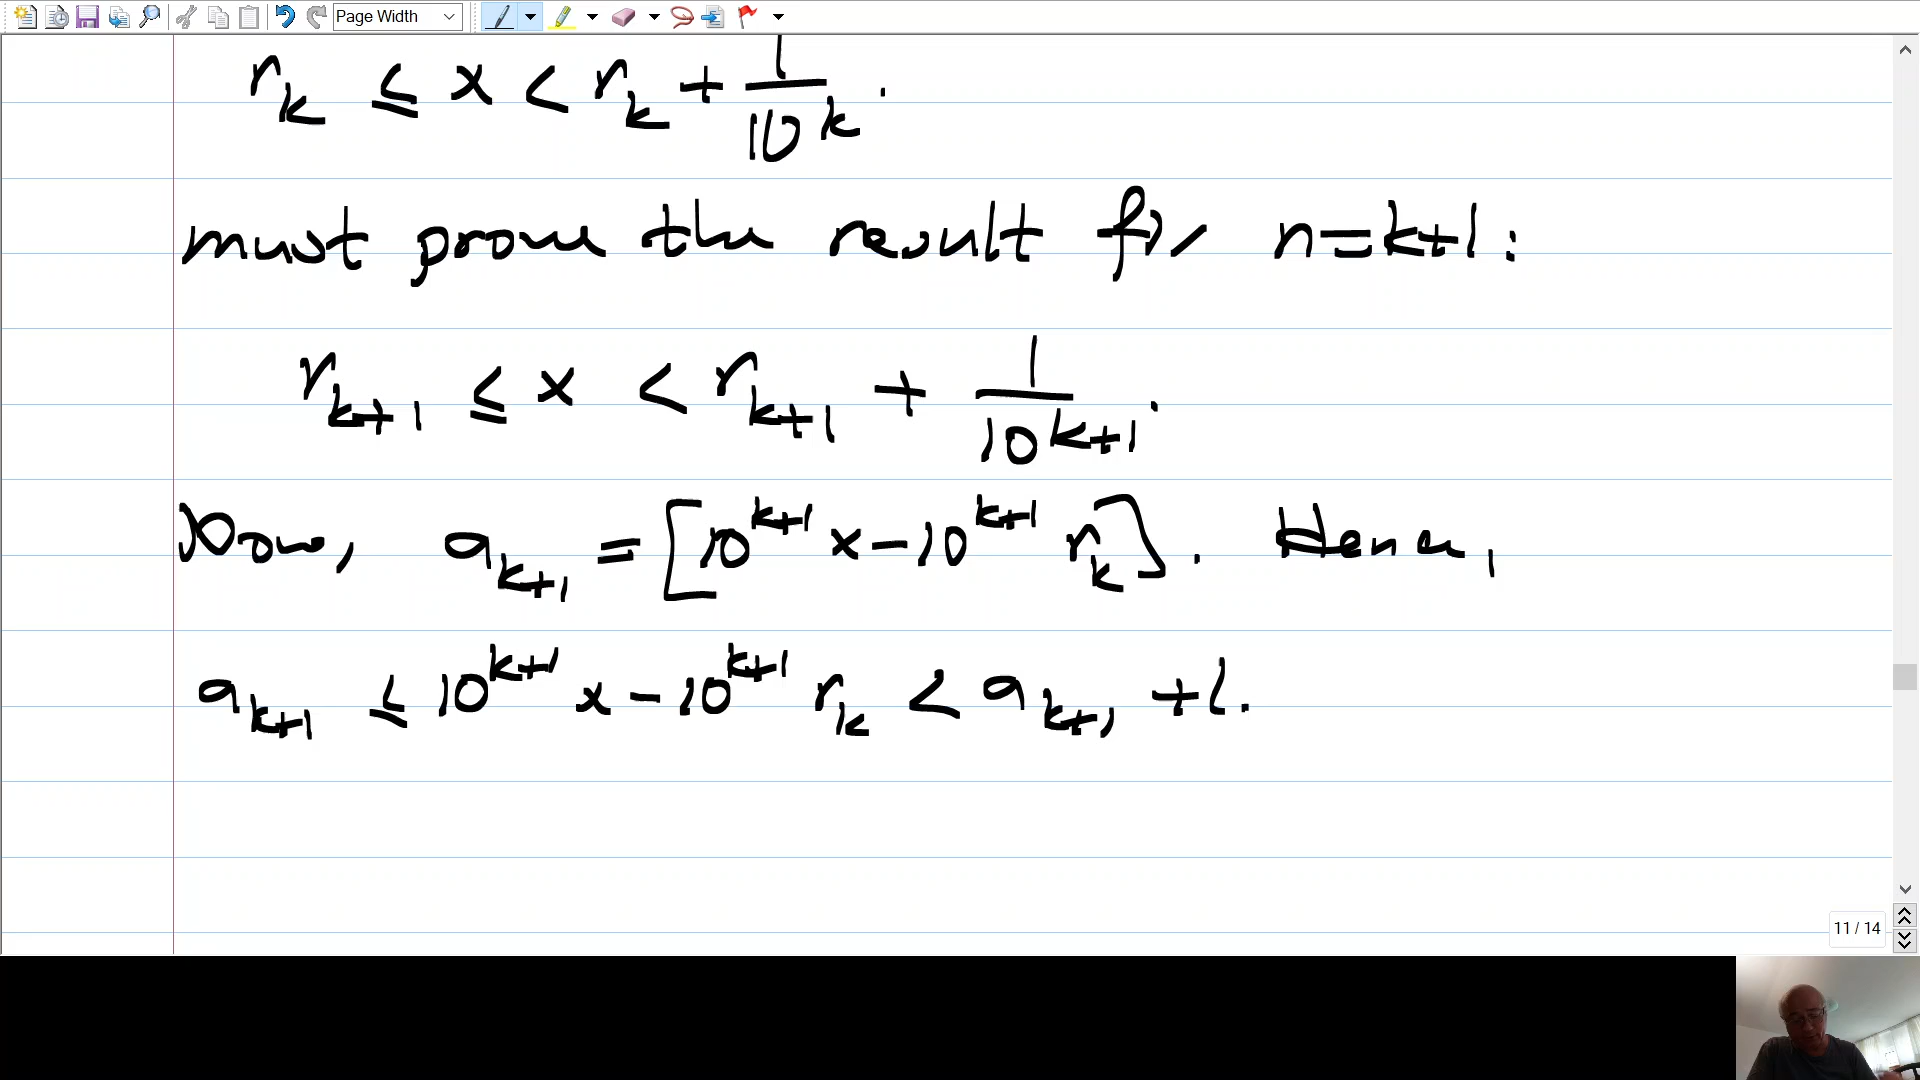 Page Width
r_k ≤ x < r_k + 1/10^k .
must prove the result for n=k+1:
r_{k+1} ≤ x < r_{k+1} + 1/10^{k+1} .
Now, a_{k+1} = [10^{k+1} x - 10^{k+1} r_k] . Hence,
a_{k+1} ≤ 10^{k+1} x - 10^{k+1} r_k < a_{k+1} + 1.
11 / 14